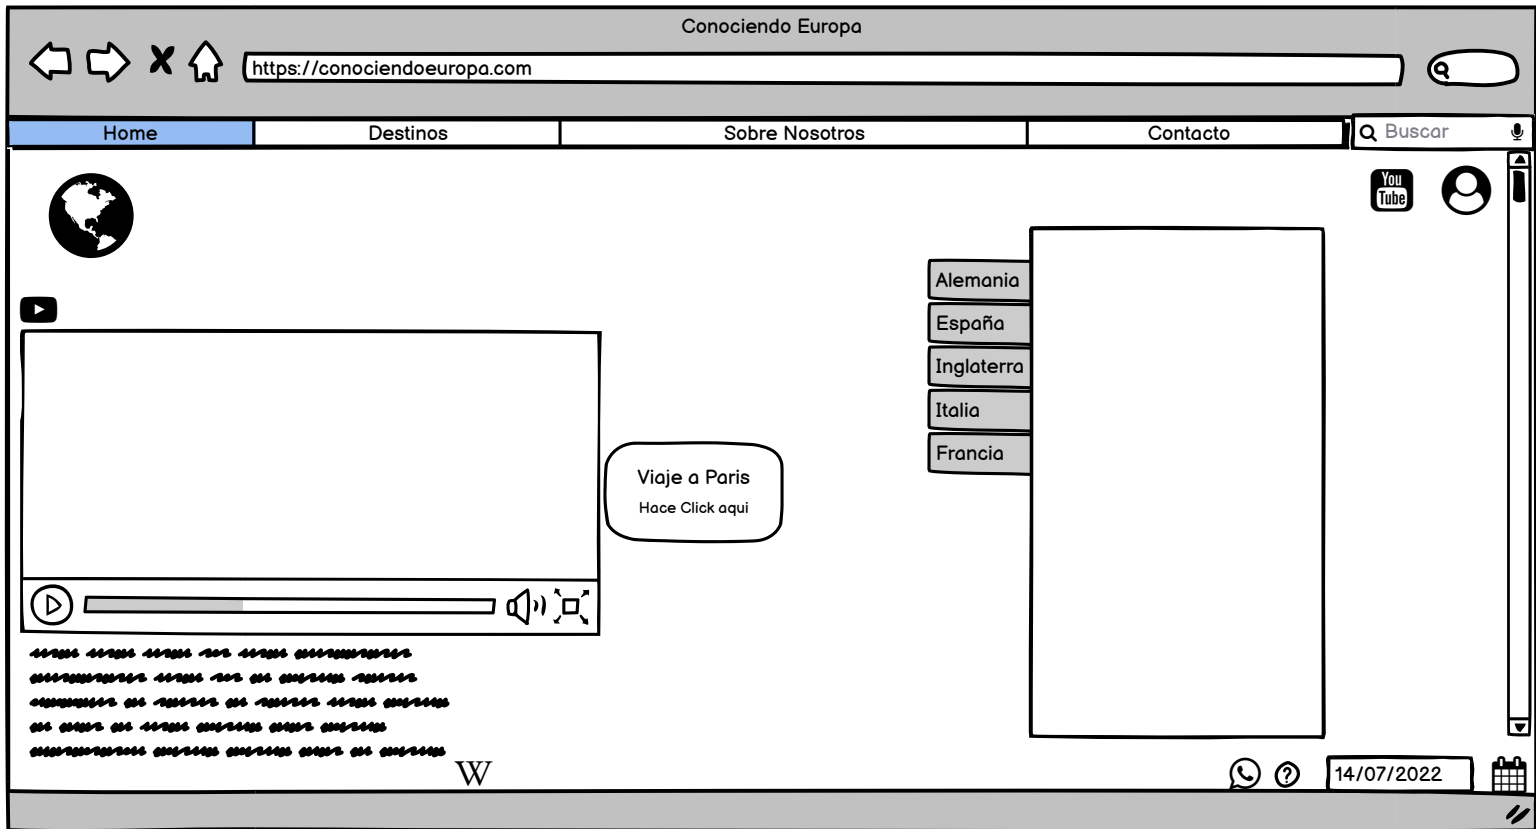 Conociendo Europa
https://conociendoeuropa.com
Home
Destinos
Sobre Nosotros
Contacto
Buscar
You
Tube
Alemania
España
Inglaterra
Italia
Francia
Viaje a Paris
Hace Click aqui
W
?
14/07/2022